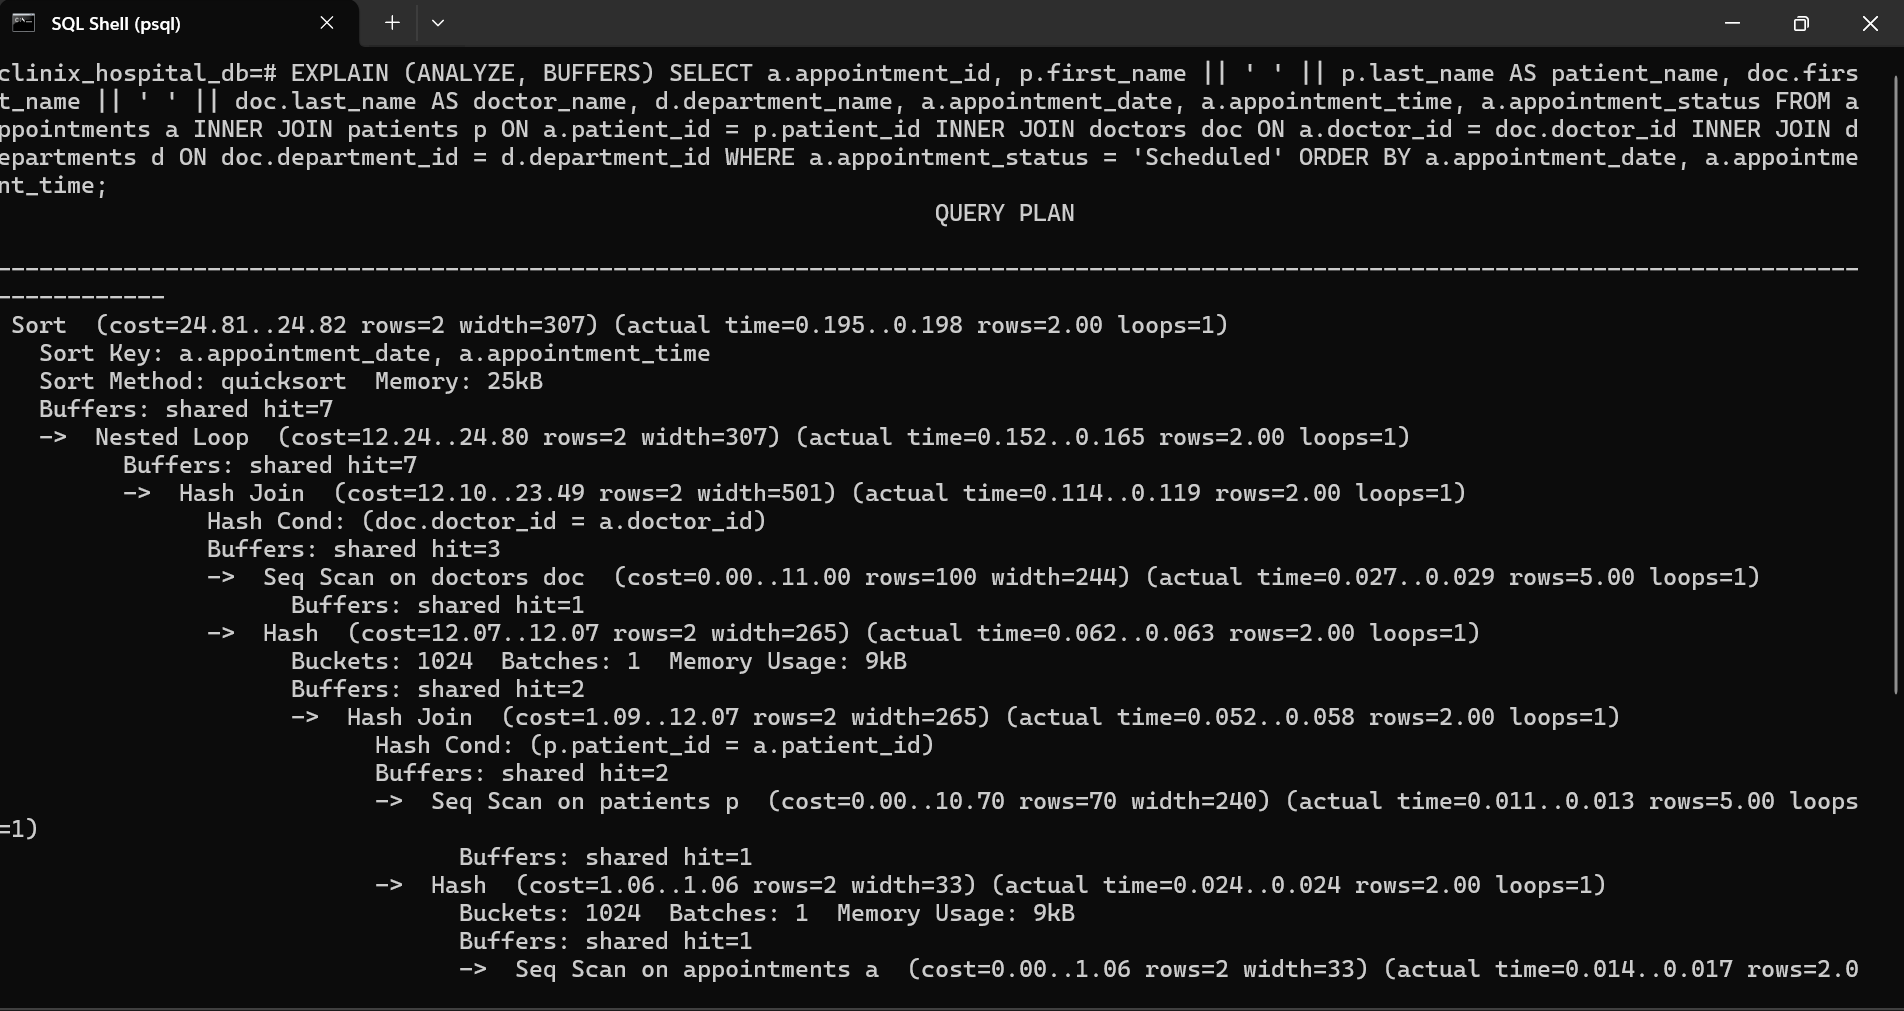 SQL Shell (psql)
clinix_hospital_db=# EXPLAIN (ANALYZE, BUFFERS) SELECT a.appointment_id, p.first_name || ' ' || p.last_name AS patient_name, doc.firs
t_name || ' ' || doc.last_name AS doctor_name, d.department_name, a.appointment_date, a.appointment_time, a.appointment_status FROM a
ppointments a INNER JOIN patients p ON a.patient_id = p.patient_id INNER JOIN doctors doc ON a.doctor_id = doc.doctor_id INNER JOIN d
epartments d ON doc.department_id = d.department_id WHERE a.appointment_status = 'Scheduled' ORDER BY a.appointment_date, a.appointme
nt_time;
QUERY PLAN
-------------------------------------------------------------------------------------------------------------------------------------
------------
Sort  (cost=24.81..24.82 rows=2 width=307) (actual time=0.195..0.198 rows=2.00 loops=1)
Sort Key: a.appointment_date, a.appointment_time
Sort Method: quicksort  Memory: 25kB
Buffers: shared hit=7
->  Nested Loop  (cost=12.24..24.80 rows=2 width=307) (actual time=0.152..0.165 rows=2.00 loops=1)
Buffers: shared hit=7
->  Hash Join  (cost=12.10..23.49 rows=2 width=501) (actual time=0.114..0.119 rows=2.00 loops=1)
Hash Cond: (doc.doctor_id = a.doctor_id)
Buffers: shared hit=3
->  Seq Scan on doctors doc  (cost=0.00..11.00 rows=100 width=244) (actual time=0.027..0.029 rows=5.00 loops=1)
Buffers: shared hit=1
->  Hash  (cost=12.07..12.07 rows=2 width=265) (actual time=0.062..0.063 rows=2.00 loops=1)
Buckets: 1024  Batches: 1  Memory Usage: 9kB
Buffers: shared hit=2
->  Hash Join  (cost=1.09..12.07 rows=2 width=265) (actual time=0.052..0.058 rows=2.00 loops=1)
Hash Cond: (p.patient_id = a.patient_id)
Buffers: shared hit=2
->  Seq Scan on patients p  (cost=0.00..10.70 rows=70 width=240) (actual time=0.011..0.013 rows=5.00 loops
=1)
Buffers: shared hit=1
->  Hash  (cost=1.06..1.06 rows=2 width=33) (actual time=0.024..0.024 rows=2.00 loops=1)
Buckets: 1024  Batches: 1  Memory Usage: 9kB
Buffers: shared hit=1
->  Seq Scan on appointments a  (cost=0.00..1.06 rows=2 width=33) (actual time=0.014..0.017 rows=2.0